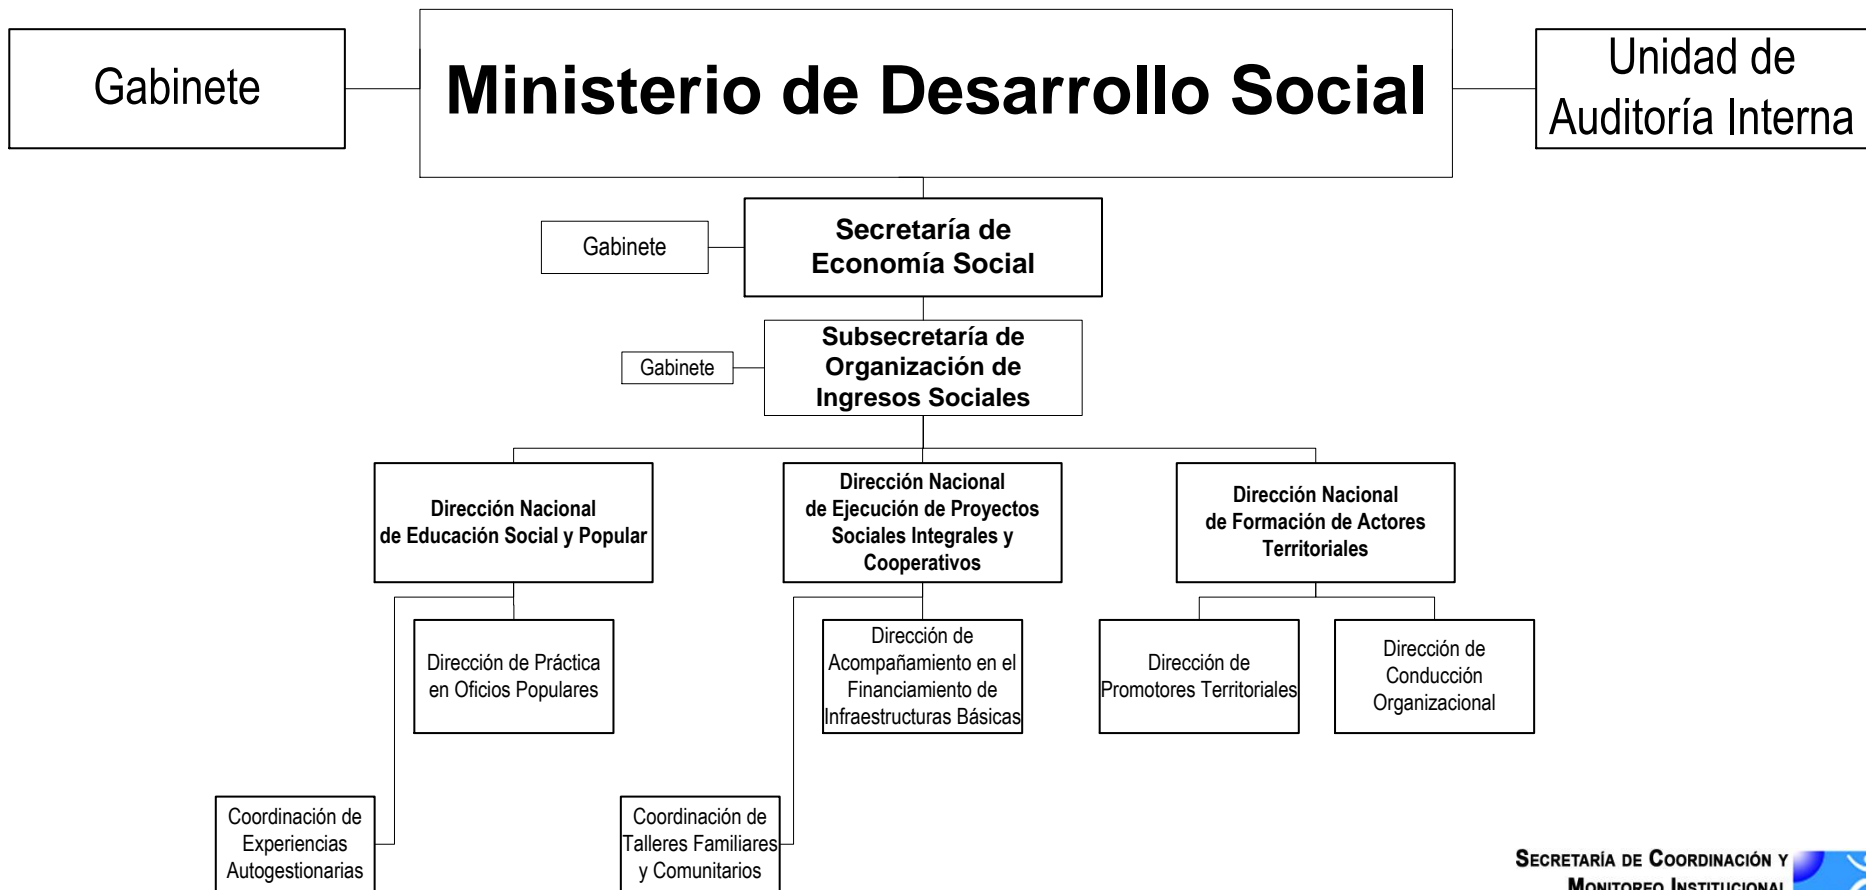 Gabinete
Ministerio de Desarrollo Social
Unidad de
Auditoría Interna
Gabinete
Secretaría de
Economía Social
Gabinete
Subsecretaría de
Organización de
Ingresos Sociales
Dirección Nacional
de Educación Social y Popular
Dirección Nacional
de Ejecución de Proyectos
Sociales Integrales y
Cooperativos
Dirección Nacional
de Formación de Actores
Territoriales
Dirección de Práctica
en Oficios Populares
Dirección de
Acompañamiento en el
Financiamiento de
Infraestructuras Básicas
Dirección de
Promotores Territoriales
Dirección de
Conducción
Organizacional
Coordinación de
Experiencias
Autogestionarias
Coordinación de
Talleres Familiares
y Comunitarios
SECRETARÍA DE COORDINACIÓN Y
MONITOREO INSTITUCIONAL